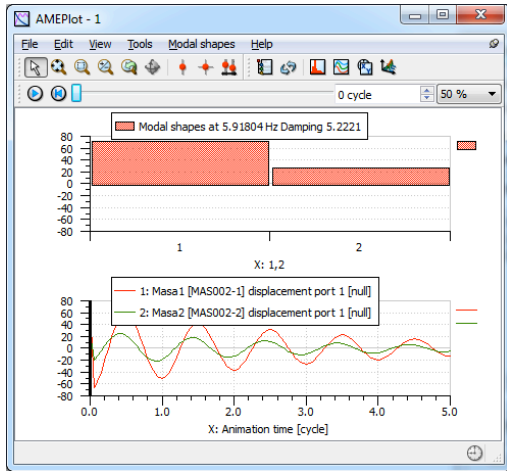 AMEPlot - 1
File Edit View Tools Modal shapes Help
0 cycle 50 %
Modal shapes at 5.91804 Hz Damping 5.2221
80
60
40
20
0
-20
-40
-60
-80
1 2
X: 1,2
1: Masa1 [MAS002-1] displacement port 1 [null]
2: Masa2 [MAS002-2] displacement port 1 [null]
80
60
40
20
0
-20
-40
-60
-80
0.0 1.0 2.0 3.0 4.0 5.0
X: Animation time [cycle]